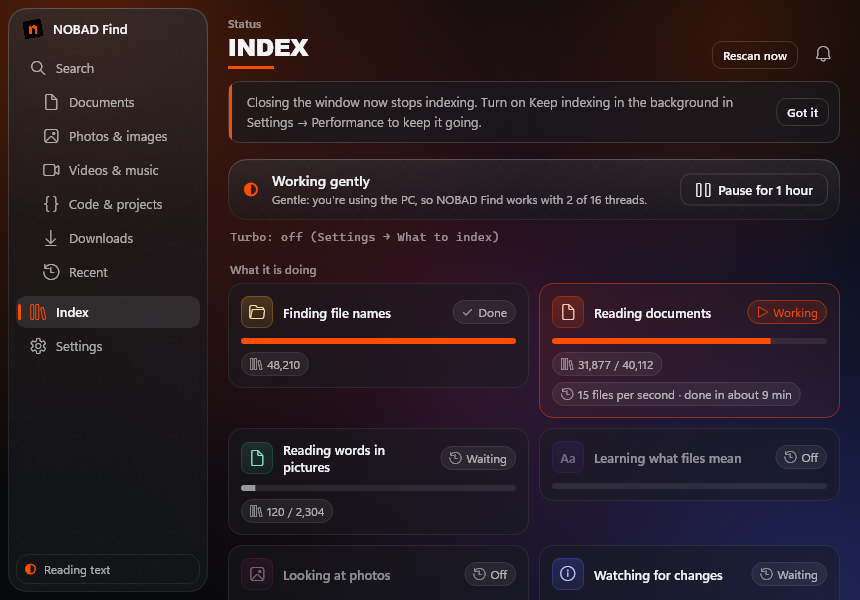 NOBAD Find
Search
Documents
Photos & images
Videos & music
Code & projects
Downloads
Recent
Index
Settings
Reading text
Status
INDEX
Rescan now
Closing the window now stops indexing. Turn on Keep indexing in the background in
Settings → Performance to keep it going.
Got it
Working gently
Gentle: you're using the PC, so NOBAD Find works with 2 of 16 threads.
Pause for 1 hour
Turbo: off (Settings → What to index)
What it is doing
Finding file names
Done
48,210
Reading documents
Working
31,877 / 40,112
15 files per second · done in about 9 min
Reading words in
pictures
Waiting
120 / 2,304
Aa
Learning what files mean
Off
Looking at photos
Off
Watching for changes
Waiting